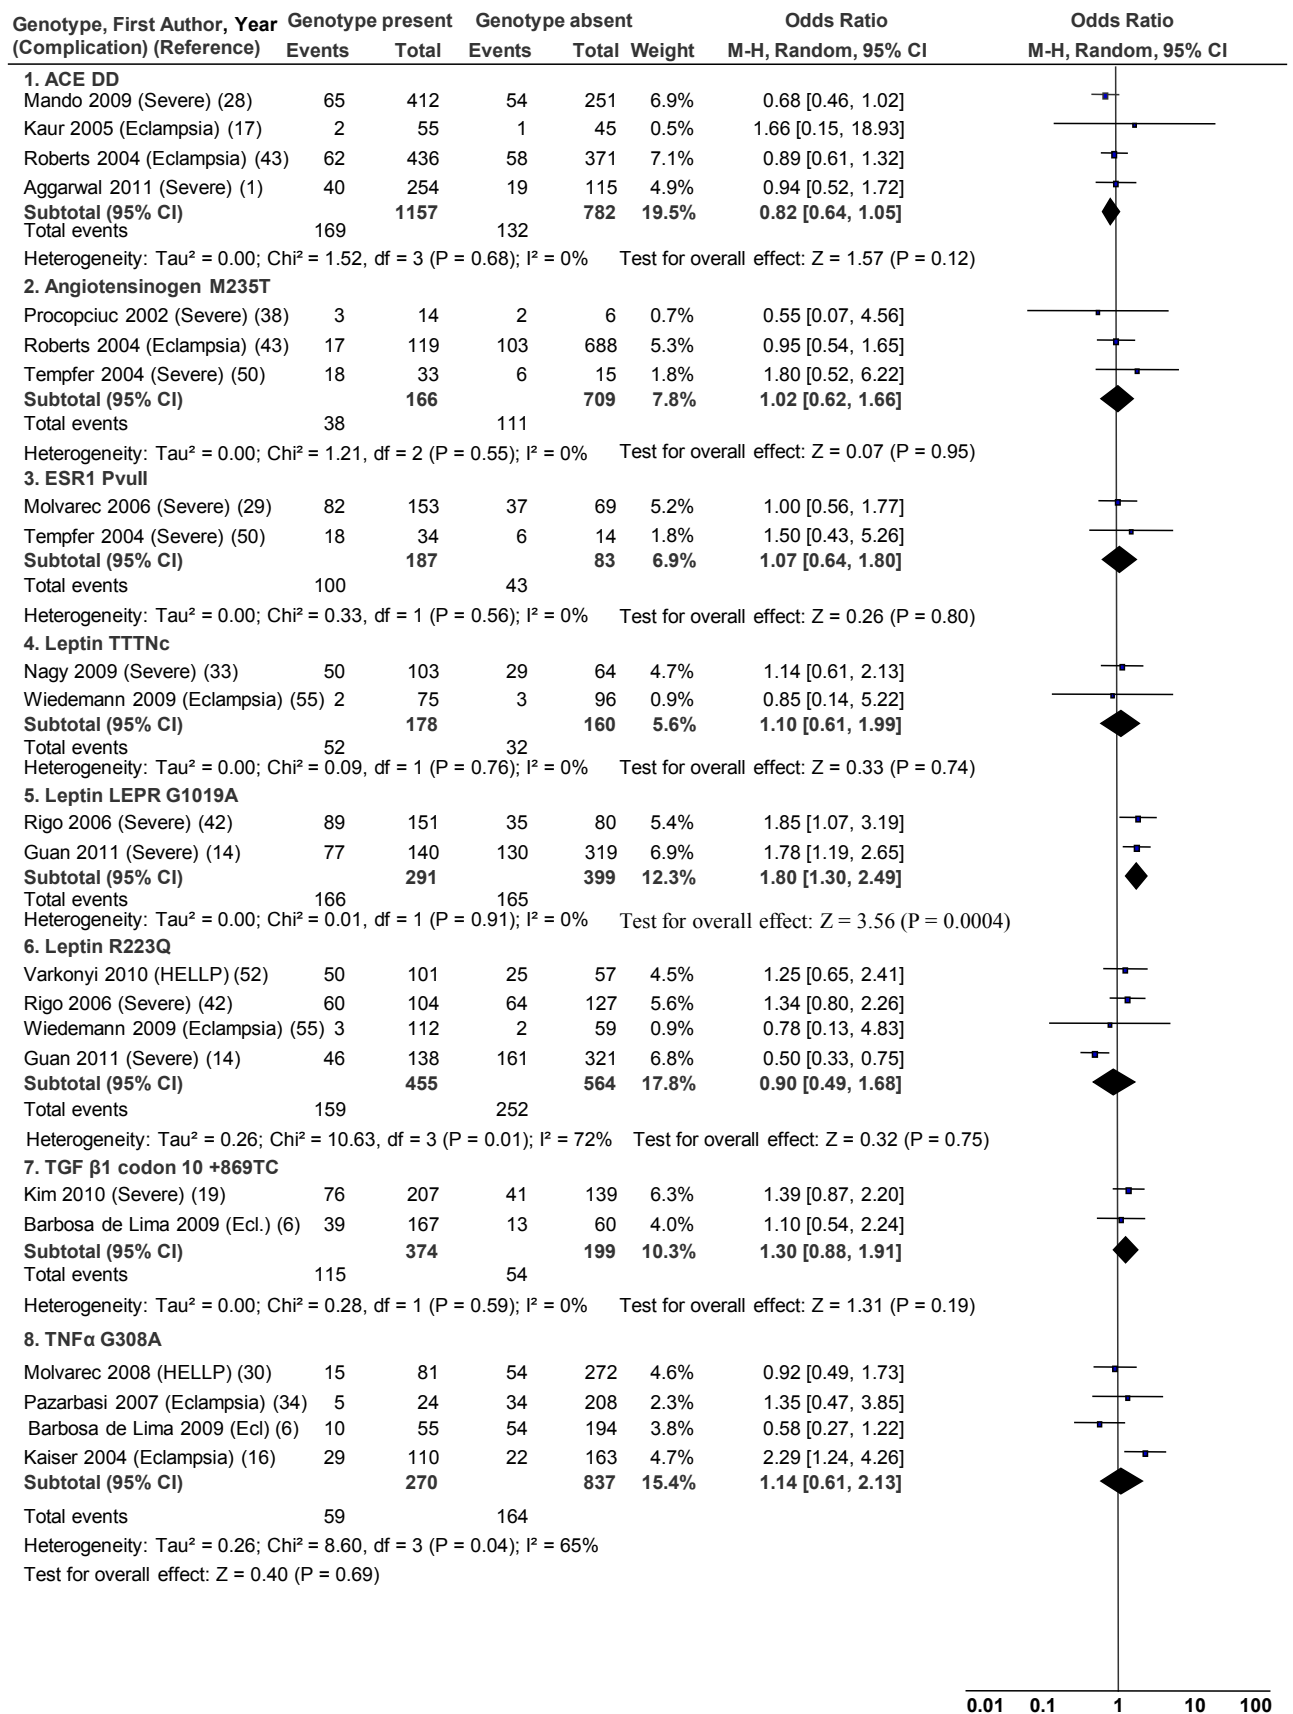 Genotype, First Author, Year Genotype present Genotype absent Odds Ratio Odds Ratio
(Complication) (Reference) Events Total Events Total Weight M-H, Random, 95% CI M-H, Random, 95% CI
1. ACE DD
Mando 2009 (Severe) (28) 65 412 54 251 6.9% 0.68 [0.46, 1.02]
Kaur 2005 (Eclampsia) (17) 2 55 1 45 0.5% 1.66 [0.15, 18.93]
Roberts 2004 (Eclampsia) (43) 62 436 58 371 7.1% 0.89 [0.61, 1.32]
Aggarwal 2011 (Severe) (1) 40 254 19 115 4.9% 0.94 [0.52, 1.72]
Subtotal (95% CI) 1157 782 19.5% 0.82 [0.64, 1.05]
Total events 169 132
Heterogeneity: Tau² = 0.00; Chi² = 1.52, df = 3 (P = 0.68); I² = 0% Test for overall effect: Z = 1.57 (P = 0.12)
2. Angiotensinogen M235T
Procopciuc 2002 (Severe) (38) 3 14 2 6 0.7% 0.55 [0.07, 4.56]
Roberts 2004 (Eclampsia) (43) 17 119 103 688 5.3% 0.95 [0.54, 1.65]
Tempfer 2004 (Severe) (50) 18 33 6 15 1.8% 1.80 [0.52, 6.22]
Subtotal (95% CI) 166 709 7.8% 1.02 [0.62, 1.66]
Total events 38 111
Heterogeneity: Tau² = 0.00; Chi² = 1.21, df = 2 (P = 0.55); I² = 0% Test for overall effect: Z = 0.07 (P = 0.95)
3. ESR1 PvuII
Molvarec 2006 (Severe) (29) 82 153 37 69 5.2% 1.00 [0.56, 1.77]
Tempfer 2004 (Severe) (50) 18 34 6 14 1.8% 1.50 [0.43, 5.26]
Subtotal (95% CI) 187 83 6.9% 1.07 [0.64, 1.80]
Total events 100 43
Heterogeneity: Tau² = 0.00; Chi² = 0.33, df = 1 (P = 0.56); I² = 0% Test for overall effect: Z = 0.26 (P = 0.80)
4. Leptin TTTNc
Nagy 2009 (Severe) (33) 50 103 29 64 4.7% 1.14 [0.61, 2.13]
Wiedemann 2009 (Eclampsia) (55) 2 75 3 96 0.9% 0.85 [0.14, 5.22]
Subtotal (95% CI) 178 160 5.6% 1.10 [0.61, 1.99]
Total events 52 32
Heterogeneity: Tau² = 0.00; Chi² = 0.09, df = 1 (P = 0.76); I² = 0% Test for overall effect: Z = 0.33 (P = 0.74)
5. Leptin LEPR G1019A
Rigo 2006 (Severe) (42) 89 151 35 80 5.4% 1.85 [1.07, 3.19]
Guan 2011 (Severe) (14) 77 140 130 319 6.9% 1.78 [1.19, 2.65]
Subtotal (95% CI) 291 399 12.3% 1.80 [1.30, 2.49]
Total events 166 165
Heterogeneity: Tau² = 0.00; Chi² = 0.01, df = 1 (P = 0.91); I² = 0% Test for overall effect: Z = 3.56 (P = 0.0004)
6. Leptin R223Q
Varkonyi 2010 (HELLP) (52) 50 101 25 57 4.5% 1.25 [0.65, 2.41]
Rigo 2006 (Severe) (42) 60 104 64 127 5.6% 1.34 [0.80, 2.26]
Wiedemann 2009 (Eclampsia) (55) 3 112 2 59 0.9% 0.78 [0.13, 4.83]
Guan 2011 (Severe) (14) 46 138 161 321 6.8% 0.50 [0.33, 0.75]
Subtotal (95% CI) 455 564 17.8% 0.90 [0.49, 1.68]
Total events 159 252
Heterogeneity: Tau² = 0.26; Chi² = 10.63, df = 3 (P = 0.01); I² = 72% Test for overall effect: Z = 0.32 (P = 0.75)
7. TGF β1 codon 10 +869TC
Kim 2010 (Severe) (19) 76 207 41 139 6.3% 1.39 [0.87, 2.20]
Barbosa de Lima 2009 (Ecl.) (6) 39 167 13 60 4.0% 1.10 [0.54, 2.24]
Subtotal (95% CI) 374 199 10.3% 1.30 [0.88, 1.91]
Total events 115 54
Heterogeneity: Tau² = 0.00; Chi² = 0.28, df = 1 (P = 0.59); I² = 0% Test for overall effect: Z = 1.31 (P = 0.19)
8. TNFα G308A
Molvarec 2008 (HELLP) (30) 15 81 54 272 4.6% 0.92 [0.49, 1.73]
Pazarbasi 2007 (Eclampsia) (34) 5 24 34 208 2.3% 1.35 [0.47, 3.85]
Barbosa de Lima 2009 (Ecl) (6) 10 55 54 194 3.8% 0.58 [0.27, 1.22]
Kaiser 2004 (Eclampsia) (16) 29 110 22 163 4.7% 2.29 [1.24, 4.26]
Subtotal (95% CI) 270 837 15.4% 1.14 [0.61, 2.13]
Total events 59 164
Heterogeneity: Tau² = 0.26; Chi² = 8.60, df = 3 (P = 0.04); I² = 65%
Test for overall effect: Z = 0.40 (P = 0.69)
0.01 0.1 1 10 100